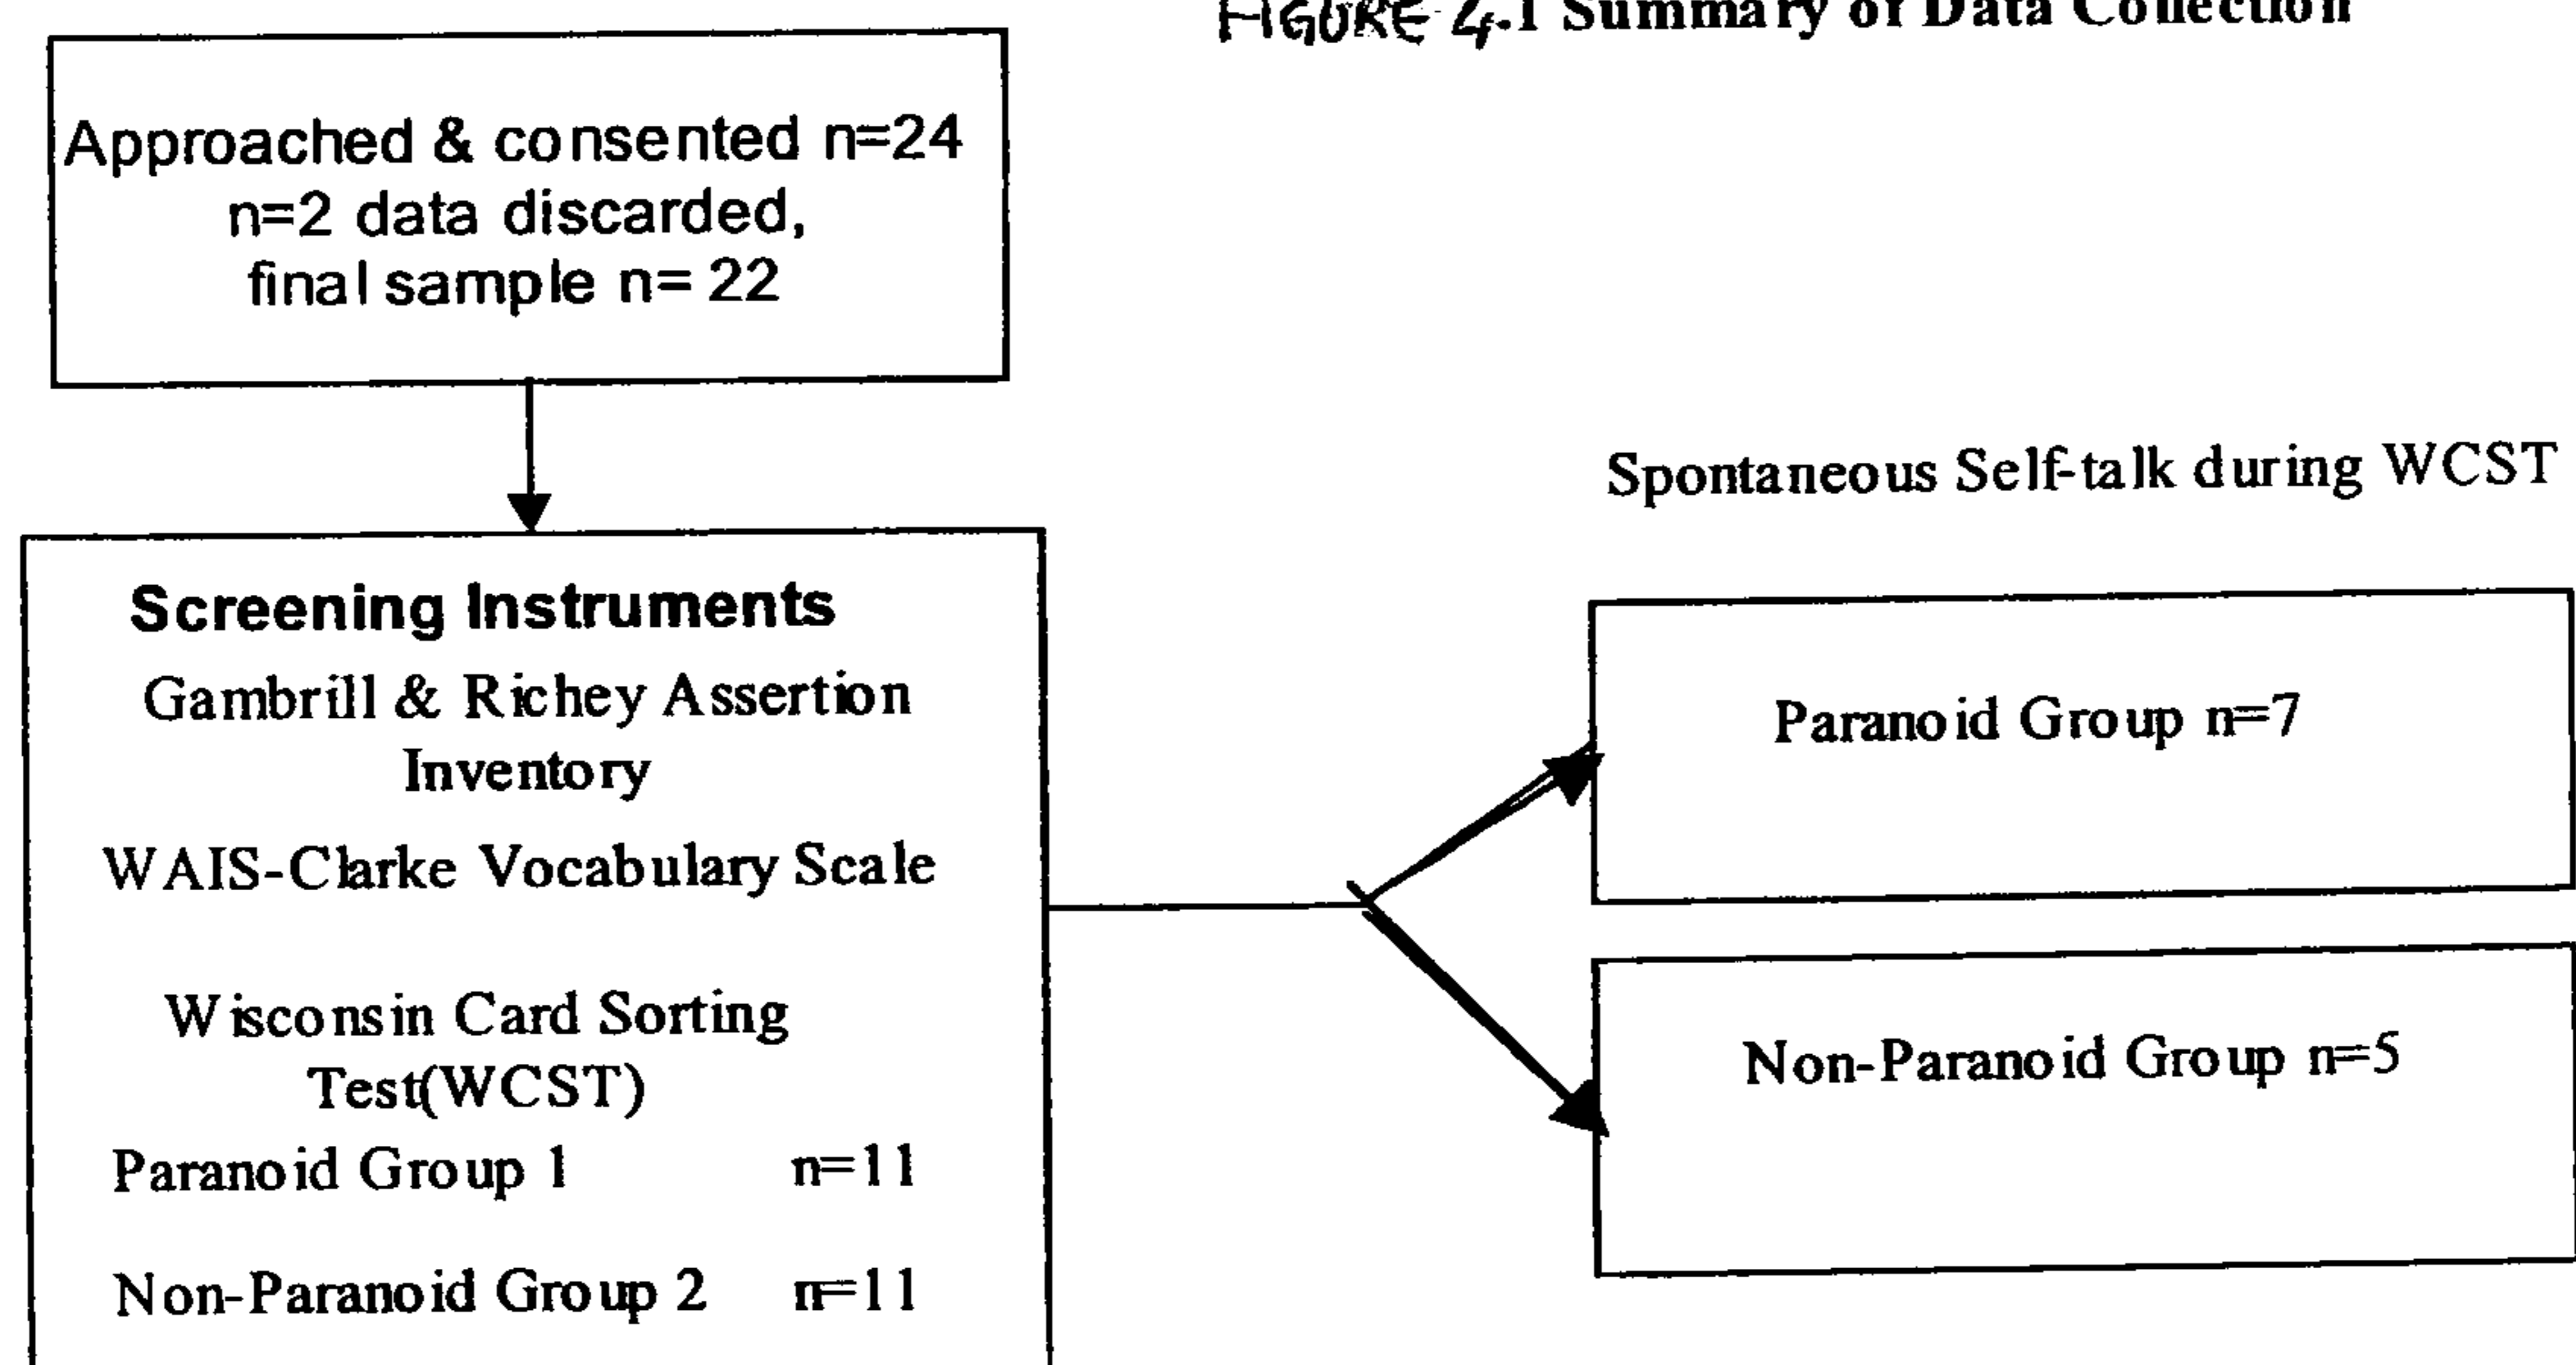 FIGURE 4.1 Summary of Data Collection
Approached & consented n=24
n=2 data discarded,
final sample n= 22
Screening Instruments
Gambrill & Richey Assertion
Inventory
WAIS-Clarke Vocabulary Scale
Wisconsin Card Sorting
Test(WCST)
Paranoid Group 1 n=11
Non-Paranoid Group 2 n=11
Spontaneous Self-talk during WCST
Paranoid Group n=7
Non-Paranoid Group n=5